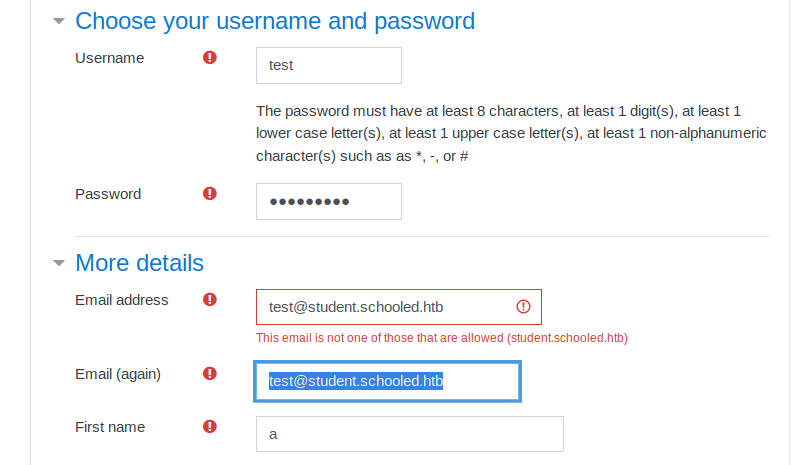 Choose your username and password
Username
test
The password must have at least 8 characters, at least 1 digit(s), at least 1
lower case letter(s), at least 1 upper case letter(s), at least 1 non-alphanumeric
character(s) such as as *, -, or #
Password
•••••••••
More details
Email address
test@student.schooled.htb
This email is not one of those that are allowed (student.schooled.htb)
Email (again)
test@student.schooled.htb
First name
a